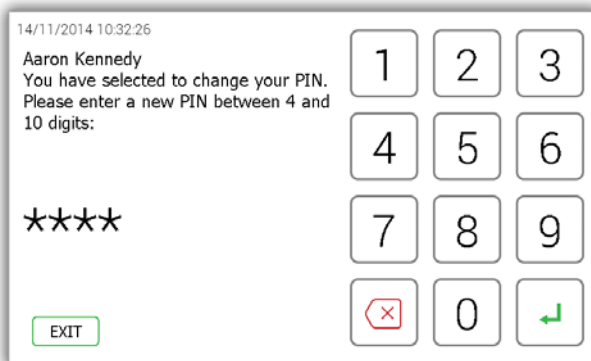 14/11/2014 10:32:26
Aaron Kennedy
You have selected to change your PIN.
Please enter a new PIN between 4 and
10 digits:
****
EXIT
1 2 3
4 5 6
7 8 9
0